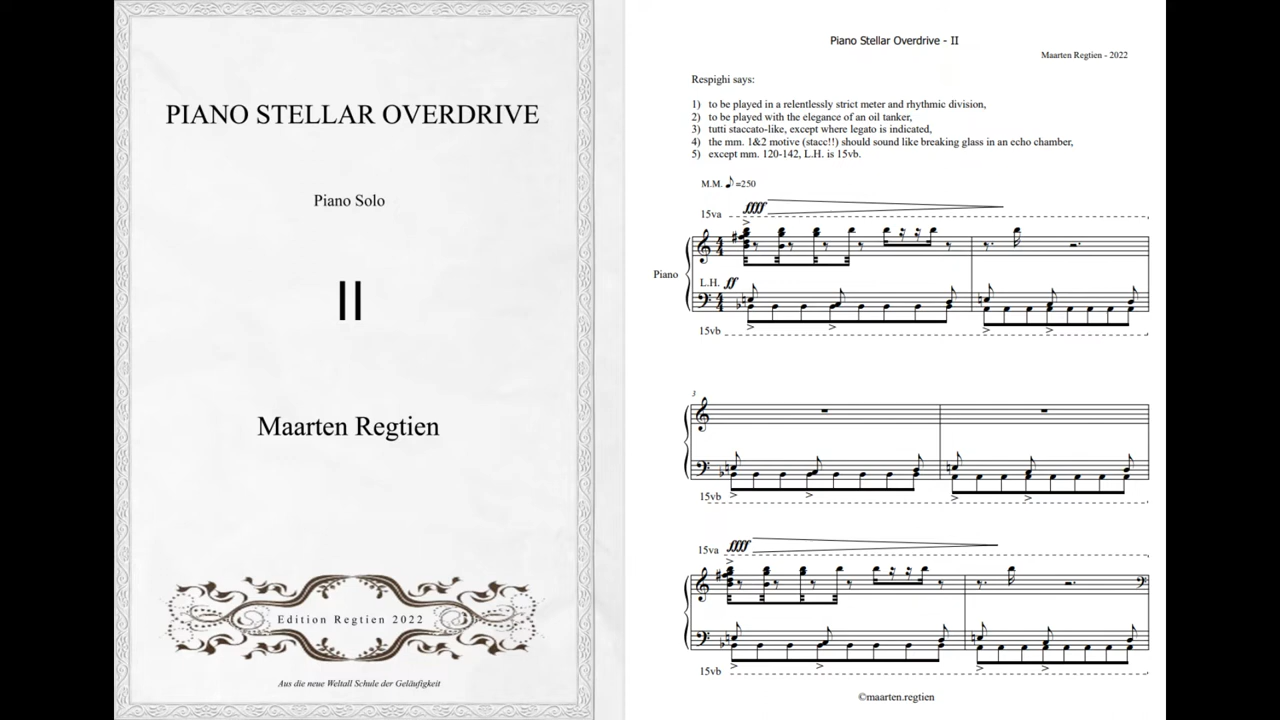 PIANO STELLAR OVERDRIVE
Piano Solo
II
Maarten Regtien
Edition Regtien 2022
Aus die neue Weltall Schule der Geläufigkeit
Piano Stellar Overdrive - II
Maarten Regtien - 2022
Respighi says:
1) to be played in a relentlessly strict meter and rhythmic division,
2) to be played with the elegance of an oil tanker,
3) tutti staccato-like, except where legato is indicated,
4) the mm. 1&2 motive (stacc!!) should sound like breaking glass in an echo chamber,
5) except mm. 120-142, L.H. is 15vb.
M.M. ♪=250
ffff
15va
Piano
L.H. ff
15vb
3
15vb
ffff
15va
15vb
©maarten.regtien